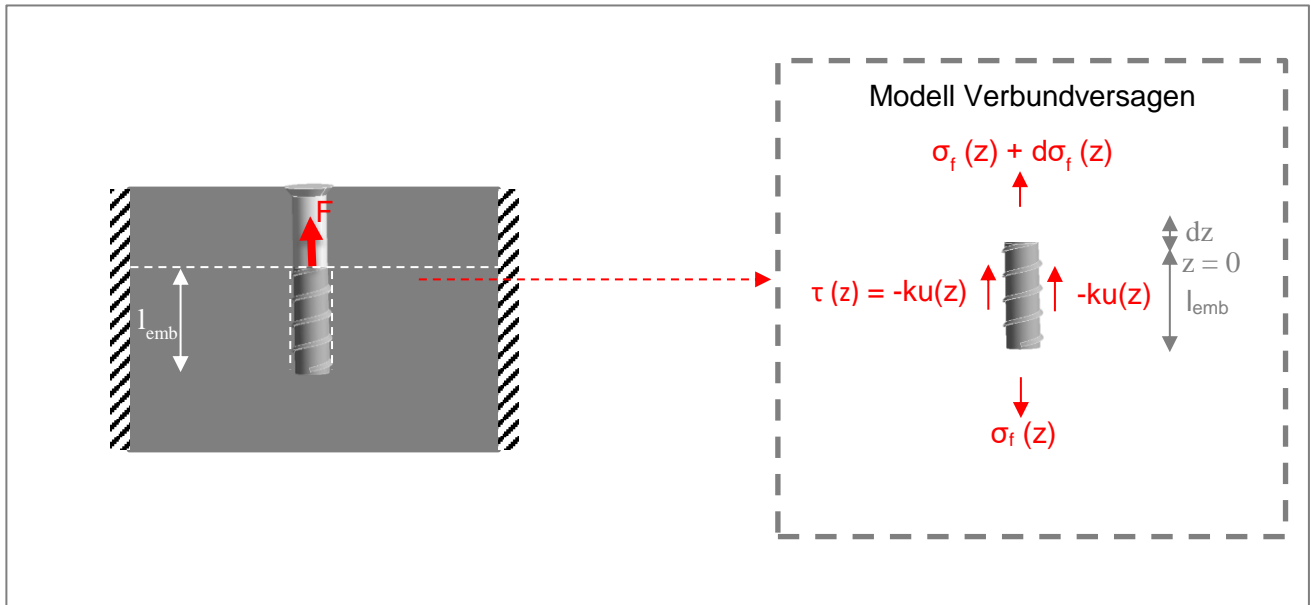 Modell Verbundversagen
σf (z) + dσf (z)
F
dz
z = 0
τ (z) = -ku(z)
-ku(z)
lemb
lemb
σf (z)